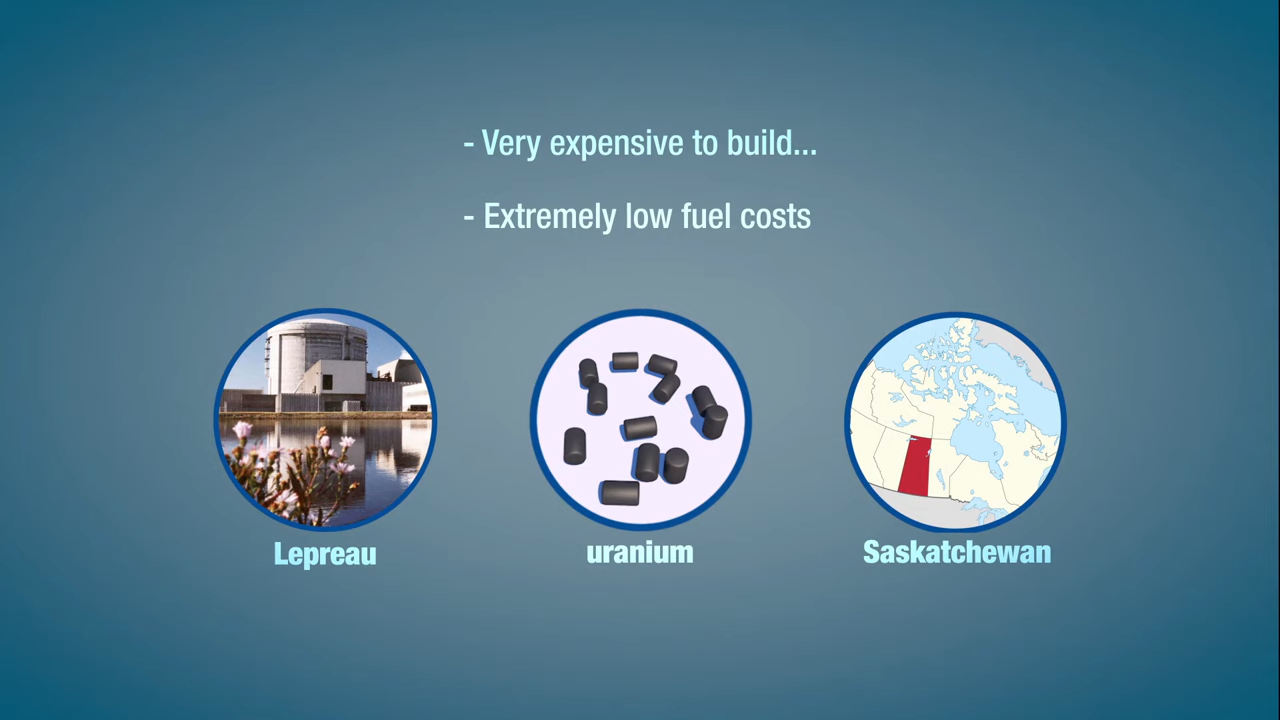 - Very expensive to build...
- Extremely low fuel costs
Lepreau
uranium
Saskatchewan